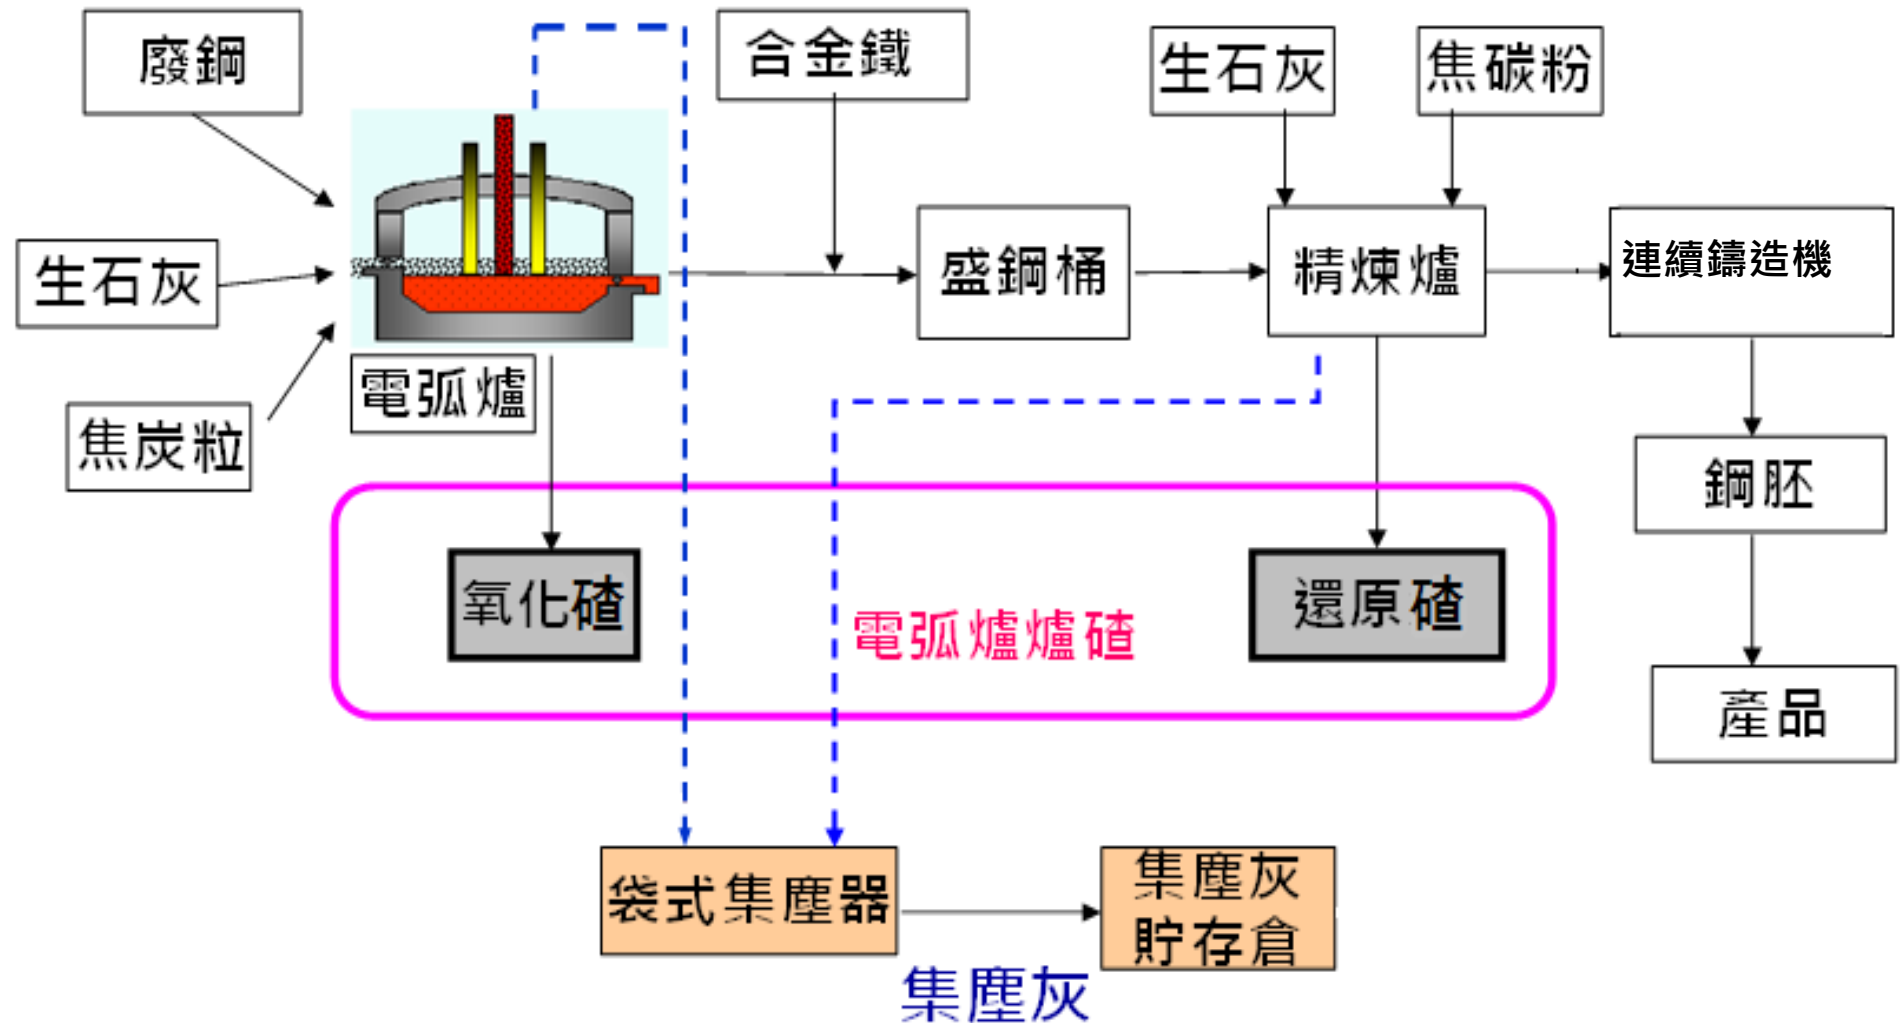 廢鋼
合金鐵
生石灰
焦碳粉
生石灰
盛鋼桶
精煉爐
連續鑄造機
電弧爐
焦炭粒
鋼胚
氧化碴
電弧爐爐碴
還原碴
產品
袋式集塵器
集塵灰
貯存倉
集塵灰